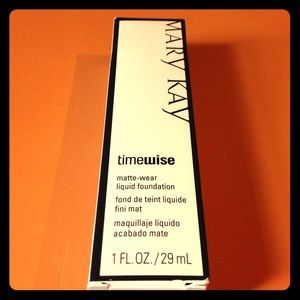 MARY KAY
timewise
matte-wear
liquid foundation
fond de teint liquide
fini mat
maquillaje líquido
acabado mate
1 FL.OZ./29 mL